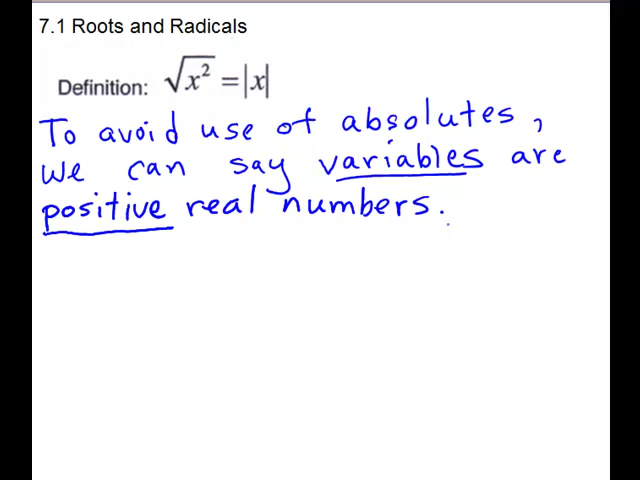 7.1 Roots and Radicals
Definition: √x² = |x|
To avoid use of absolutes,
we can say variables are
positive real numbers.